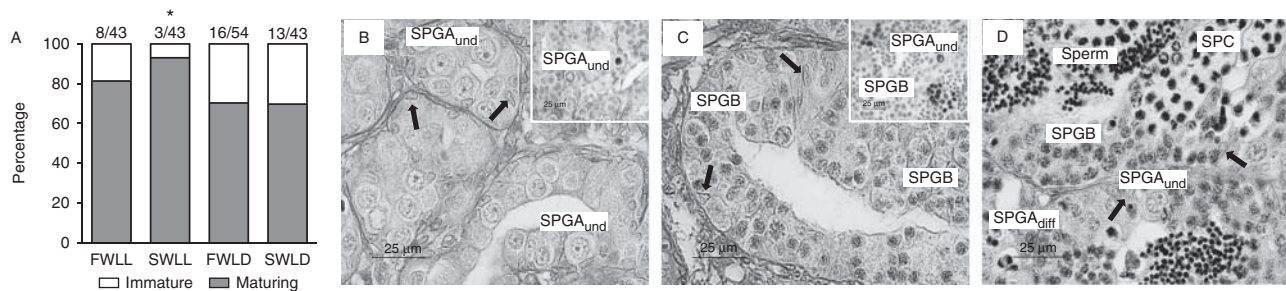 A
*
8/43 3/43 16/54 13/43
Percentage
100
80
60
40
20
0
FWLL SWLL FWLD SWLD
Immature Maturing
B
SPGAund
SPGAund
25 μm
SPGAund
25 μm
C
SPGAund
SPGB
25 μm
SPGB
SPGB
25 μm
D
SPC
Sperm
SPGB
SPGAund
SPGAdiff
25 μm